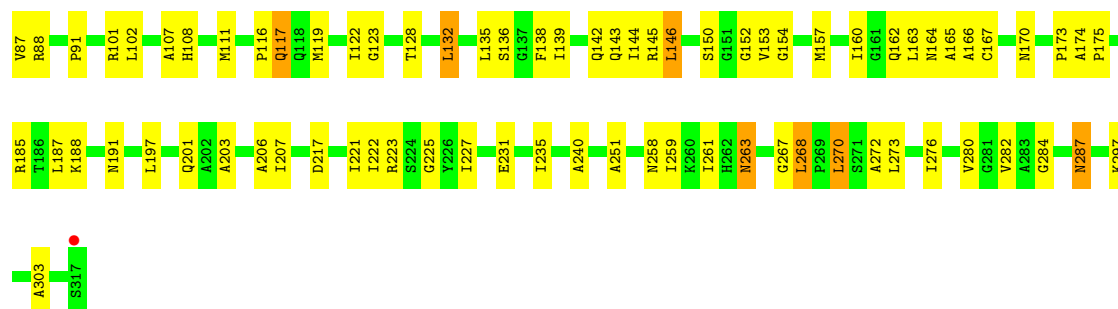 V87 R88 P91 R101 L102 A107 H108 M111 P116 Q117 Q118 M119 I122 G123 T128 L132 L135 S136 G137 F138 I139 Q142 Q143 I144 R145 L146 S150 G151 G152 V153 G154 M157 I160 G161 Q162 L163 N164 A165 A166 C167 N170 P173 A174 P175
R185 T186 L187 K188 N191 L197 Q201 A202 A203 A206 I207 D217 I221 I222 R223 S224 G225 Y226 I227 E231 I235 A240 A251 N258 I259 K260 I261 H262 N263 G267 L268 P269 L270 S271 A272 L273 I276 V280 G281 V282 A283 G284 N287 K297
A303 S317